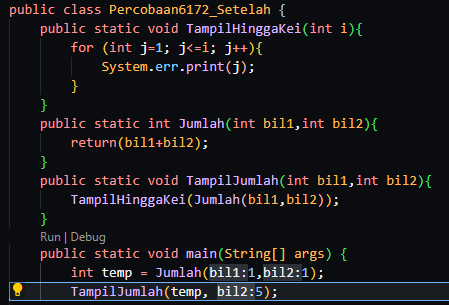 public class Percobaan6172_Setelah {
    public static void TampilHinggaKei(int i){
        for (int j=1; j<=i; j++){
            System.err.print(j);
        }
    }
    public static int Jumlah(int bil1,int bil2){
        return(bil1+bil2);
    }
    public static void TampilJumlah(int bil1,int bil2){
        TampilHinggaKei(Jumlah(bil1,bil2));
    }
    Run | Debug
    public static void main(String[] args) {
        int temp = Jumlah(bil1:1,bil2:1);
        TampilJumlah(temp, bil2:5);